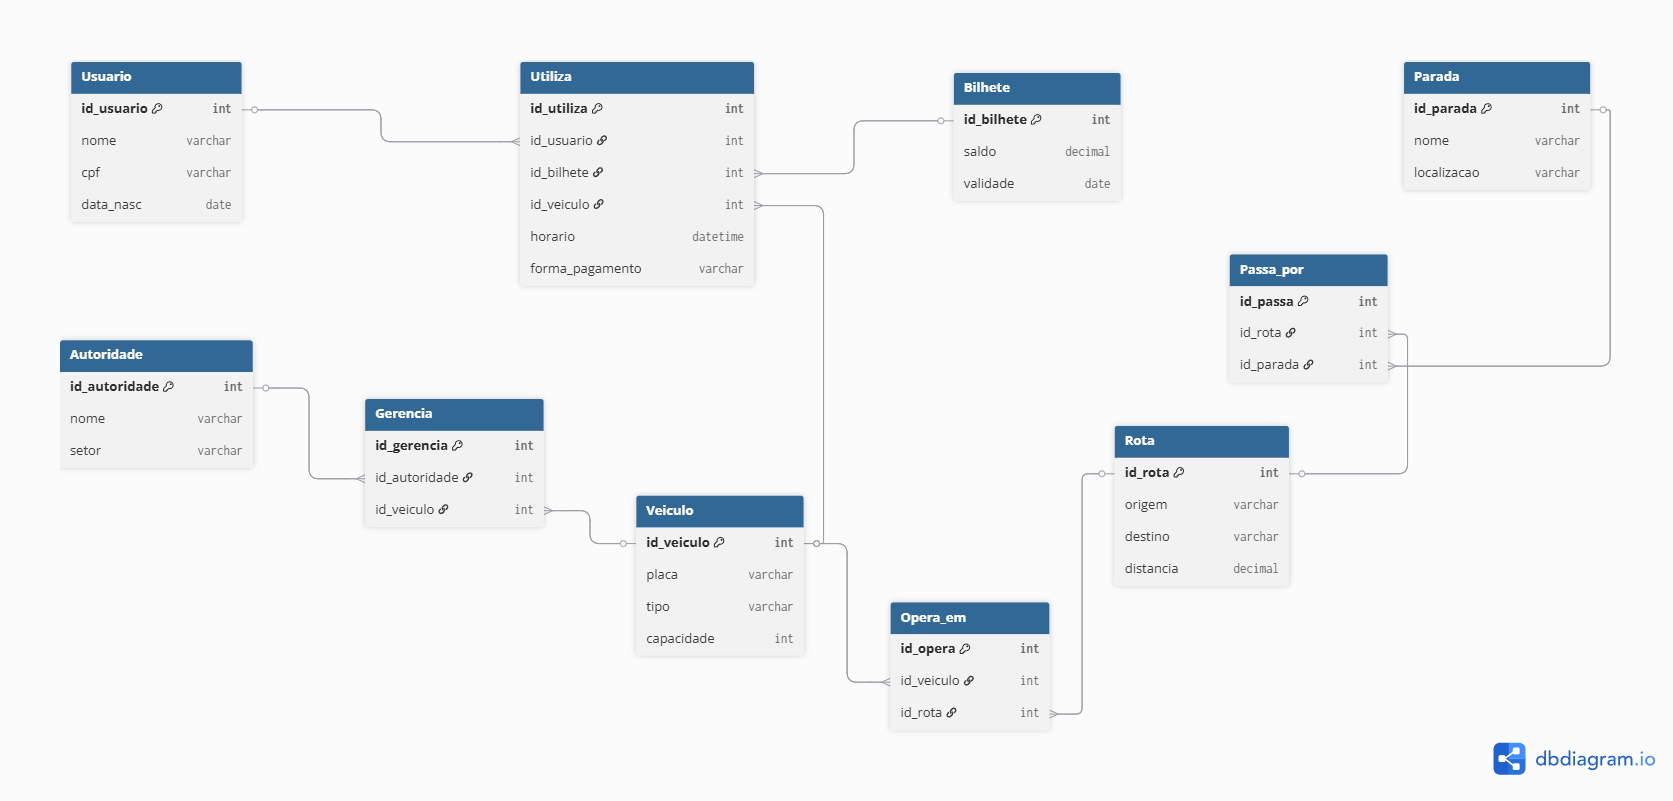 Usuario
id_usuario int
nome varchar
cpf varchar
data_nasc date
Utiliza
id_utiliza int
id_usuario int
id_bilhete int
id_veiculo int
horario datetime
forma_pagamento varchar
Bilhete
id_bilhete int
saldo decimal
validade date
Parada
id_parada int
nome varchar
localizacao varchar
Passa_por
id_passa int
id_rota int
id_parada int
Autoridade
id_autoridade int
nome varchar
setor varchar
Gerencia
id_gerencia int
id_autoridade int
id_veiculo int
Veiculo
id_veiculo int
placa varchar
tipo varchar
capacidade int
Rota
id_rota int
origem varchar
destino varchar
distancia decimal
Opera_em
id_opera int
id_veiculo int
id_rota int
dbdiagram.io